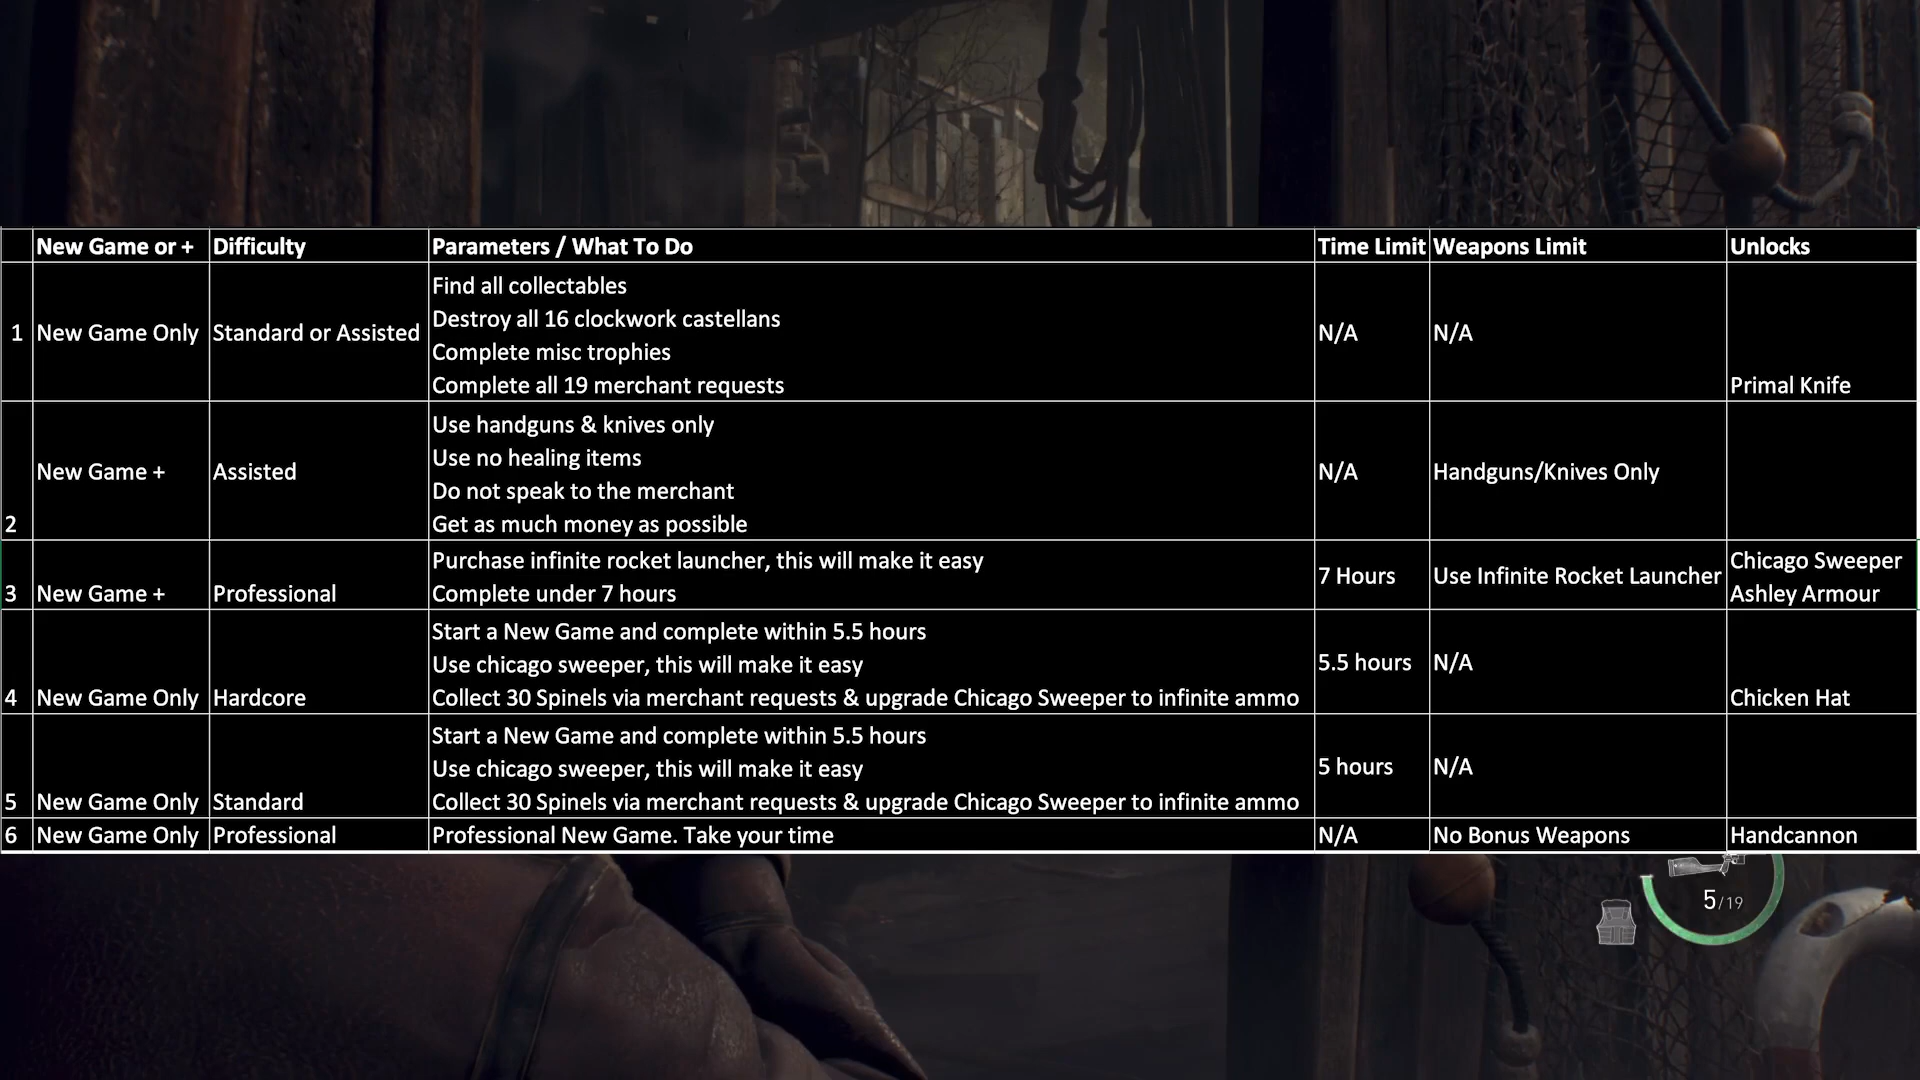 New Game or + Difficulty Parameters / What To Do Time Limit Weapons Limit Unlocks
1 New Game Only Standard or Assisted
Find all collectables
Destroy all 16 clockwork castellans
Complete misc trophies
Complete all 19 merchant requests
N/A N/A Primal Knife
2 New Game + Assisted
Use handguns & knives only
Use no healing items
Do not speak to the merchant
Get as much money as possible
N/A Handguns/Knives Only
3 New Game + Professional
Purchase infinite rocket launcher, this will make it easy
Complete under 7 hours
7 Hours Use Infinite Rocket Launcher
Chicago Sweeper
Ashley Armour
4 New Game Only Hardcore
Start a New Game and complete within 5.5 hours
Use chicago sweeper, this will make it easy
Collect 30 Spinels via merchant requests & upgrade Chicago Sweeper to infinite ammo
5.5 hours N/A Chicken Hat
5 New Game Only Standard
Start a New Game and complete within 5.5 hours
Use chicago sweeper, this will make it easy
Collect 30 Spinels via merchant requests & upgrade Chicago Sweeper to infinite ammo
5 hours N/A
6 New Game Only Professional Professional New Game. Take your time N/A No Bonus Weapons Handcannon
5/19